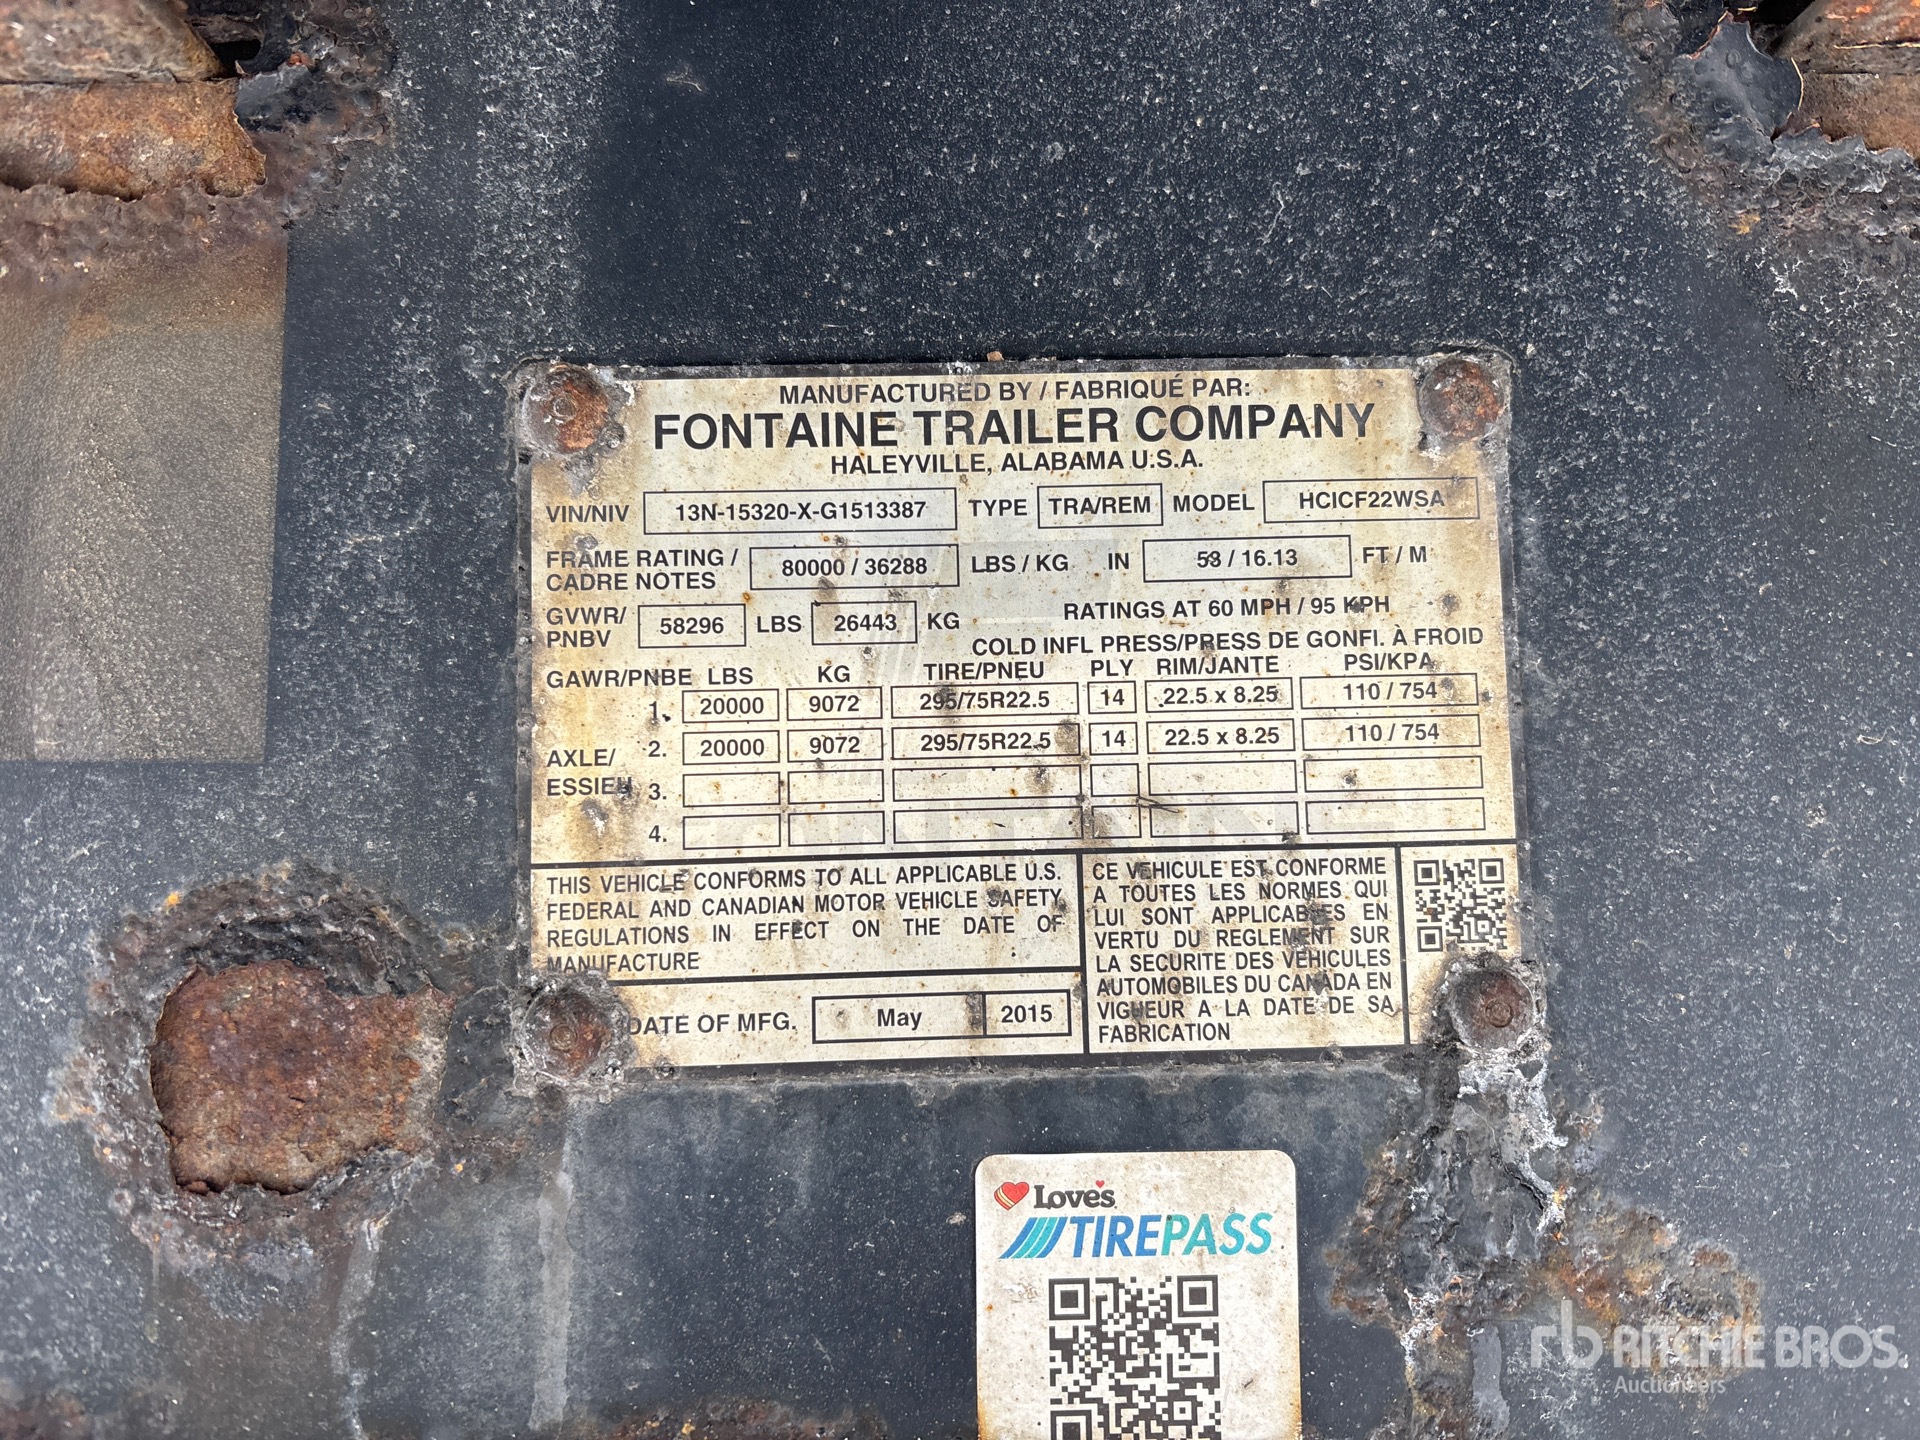 MANUFACTURED BY / FABRIQUÉ PAR:
FONTAINE TRAILER COMPANY
HALEYVILLE, ALABAMA U.S.A.
VIN/NIV 13N-15320-X-G1513387 TYPE TRA/REM MODEL HCICF22WSA
FRAME RATING / CADRE NOTES 80000 / 36288 LBS / KG IN 53 / 16.13 FT / M
GVWR/ PNBV 58296 LBS 26443 KG RATINGS AT 60 MPH / 95 KPH
COLD INFL PRESS/PRESS DE GONFI. À FROID
GAWR/PNBE LBS KG TIRE/PNEU PLY RIM/JANTE PSI/KPA
1. 20000 9072 295/75R22.5 14 22.5 x 8.25 110 / 754
AXLE/ ESSIEU
2. 20000 9072 295/75R22.5 14 22.5 x 8.25 110 / 754
3.
4.
THIS VEHICLE CONFORMS TO ALL APPLICABLE U.S.
FEDERAL AND CANADIAN MOTOR VEHICLE SAFETY
REGULATIONS IN EFFECT ON THE DATE OF
MANUFACTURE
DATE OF MFG. May 2015
CE VEHICULE EST CONFORME
A TOUTES LES NORMES QUI
LUI SONT APPLICABLES EN
VERTU DU REGLEMENT SUR
LA SECURITE DES VEHICULES
AUTOMOBILES DU CANADA EN
VIGUEUR A LA DATE DE SA
FABRICATION
Love's
TIREPASS
rb RITCHIE BROS.
Auctioneers